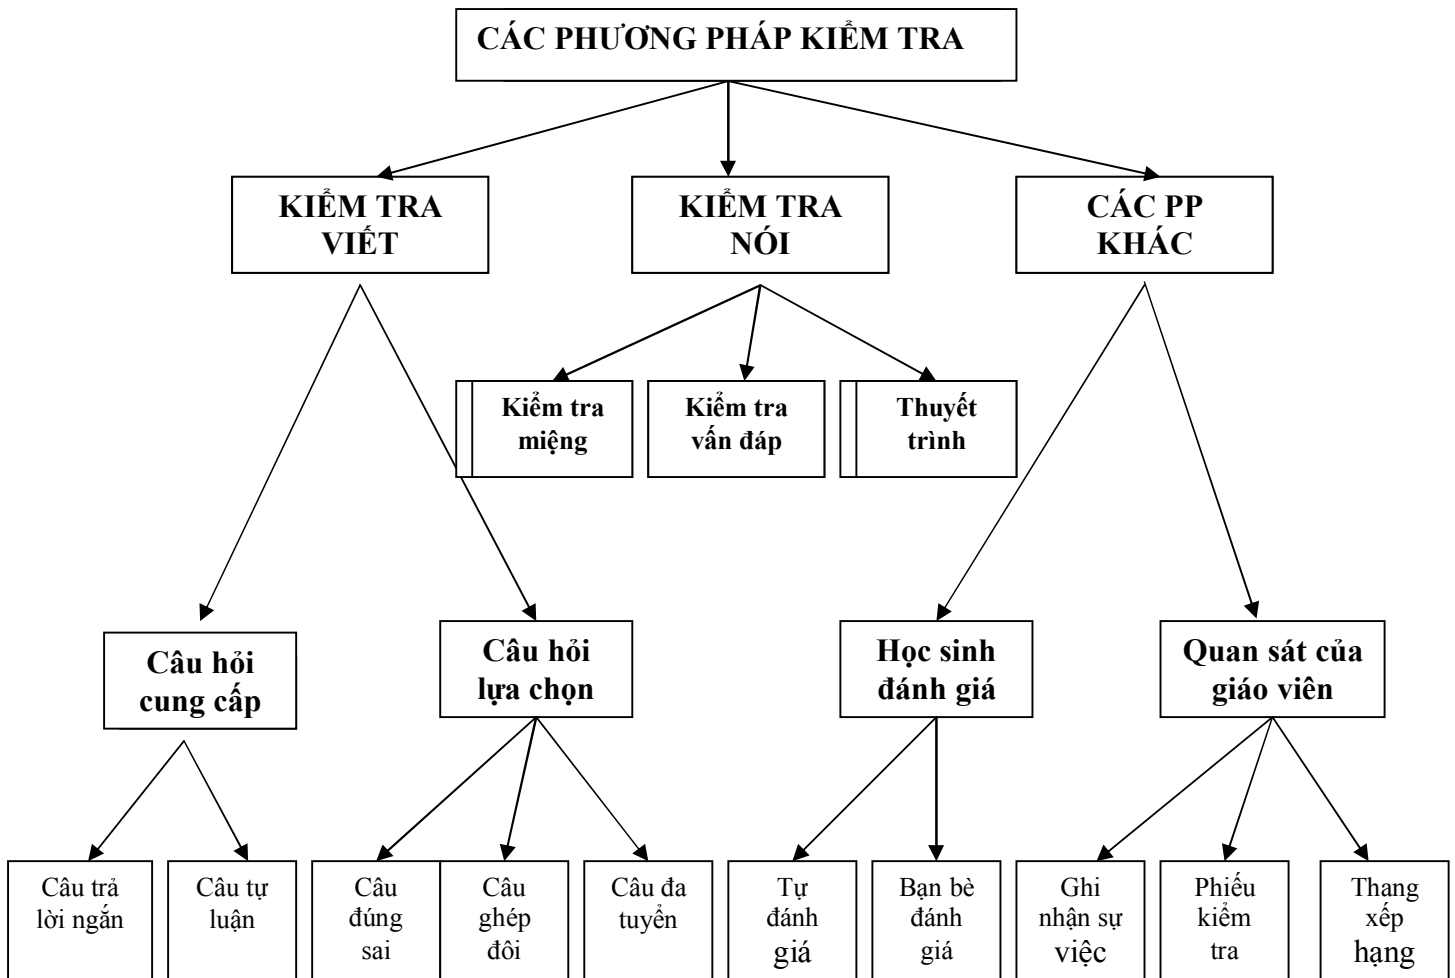 CÁC PHƯƠNG PHÁP KIỂM TRA
KIỂM TRA
VIẾT
KIỂM TRA
NÓI
CÁC PP
KHÁC
Kiểm tra
miệng
Kiểm tra
vấn đáp
Thuyết
trình
Câu hỏi
cung cấp
Câu hỏi
lựa chọn
Học sinh
đánh giá
Quan sát của
giáo viên
Câu trả
lời ngắn
Câu tự
luận
Câu
đúng
sai
Câu
ghép
đôi
Câu đa
tuyển
Tự
đánh
giá
Bạn bè
đánh
giá
Ghi
nhận sự
việc
Phiếu
kiểm
tra
Thang
xếp
hạng